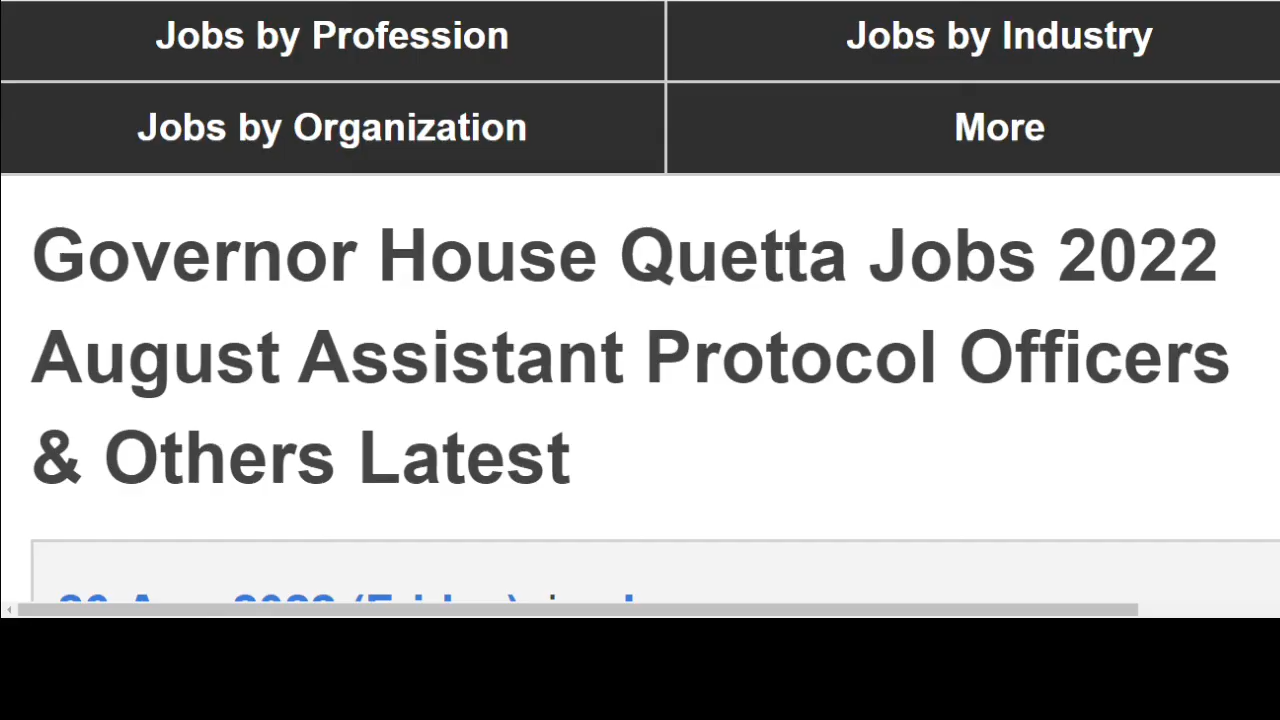 Jobs by Profession
Jobs by Industry
Jobs by Organization
More
Governor House Quetta Jobs 2022
August Assistant Protocol Officers
& Others Latest